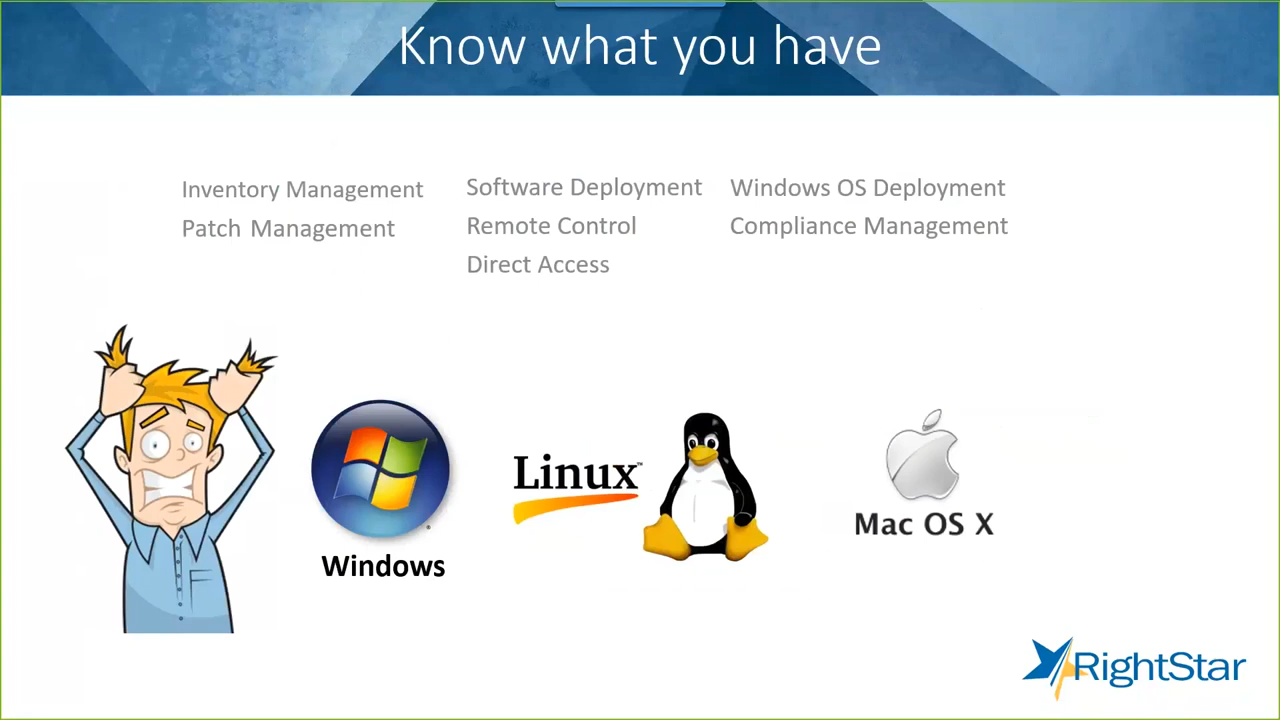 Know what you have
Inventory Management
Patch Management
Software Deployment
Remote Control
Direct Access
Windows OS Deployment
Compliance Management
Windows
Linux™
Mac OS X
RightStar